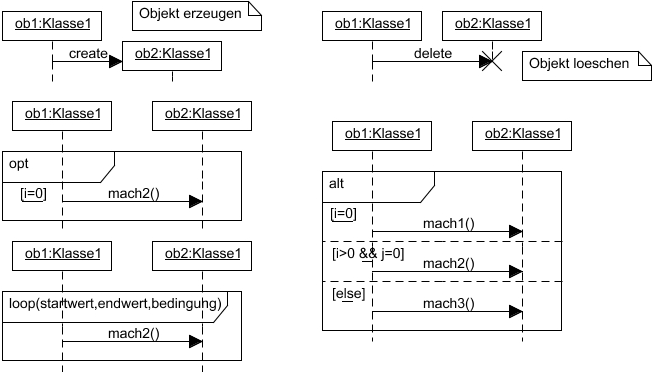 ob1:Klasse1
Objekt erzeugen
create
ob2:Klasse1
ob1:Klasse1
ob2:Klasse1
delete
Objekt loeschen
ob1:Klasse1
ob2:Klasse1
opt
[i=0]
mach2()
ob1:Klasse1
ob2:Klasse1
loop(startwert,endwert,bedingung)
mach2()
ob1:Klasse1
ob2:Klasse1
alt
[i=0]
mach1()
[i>0 && j=0]
mach2()
[else]
mach3()